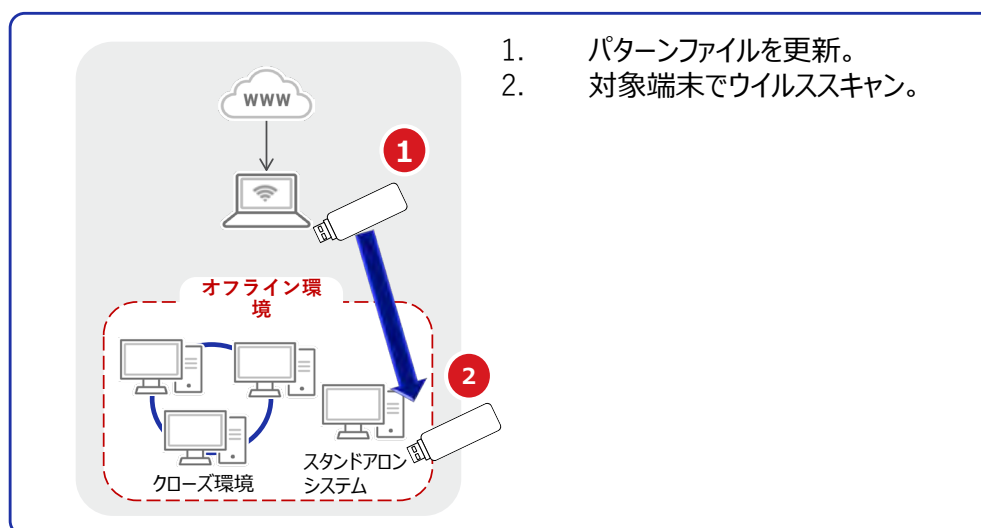 1. パターンファイルを更新。
2. 対象端末でウイルススキャン。
WWW
1
オフライン環
境
2
クローズ環境
スタンドアロン
システム